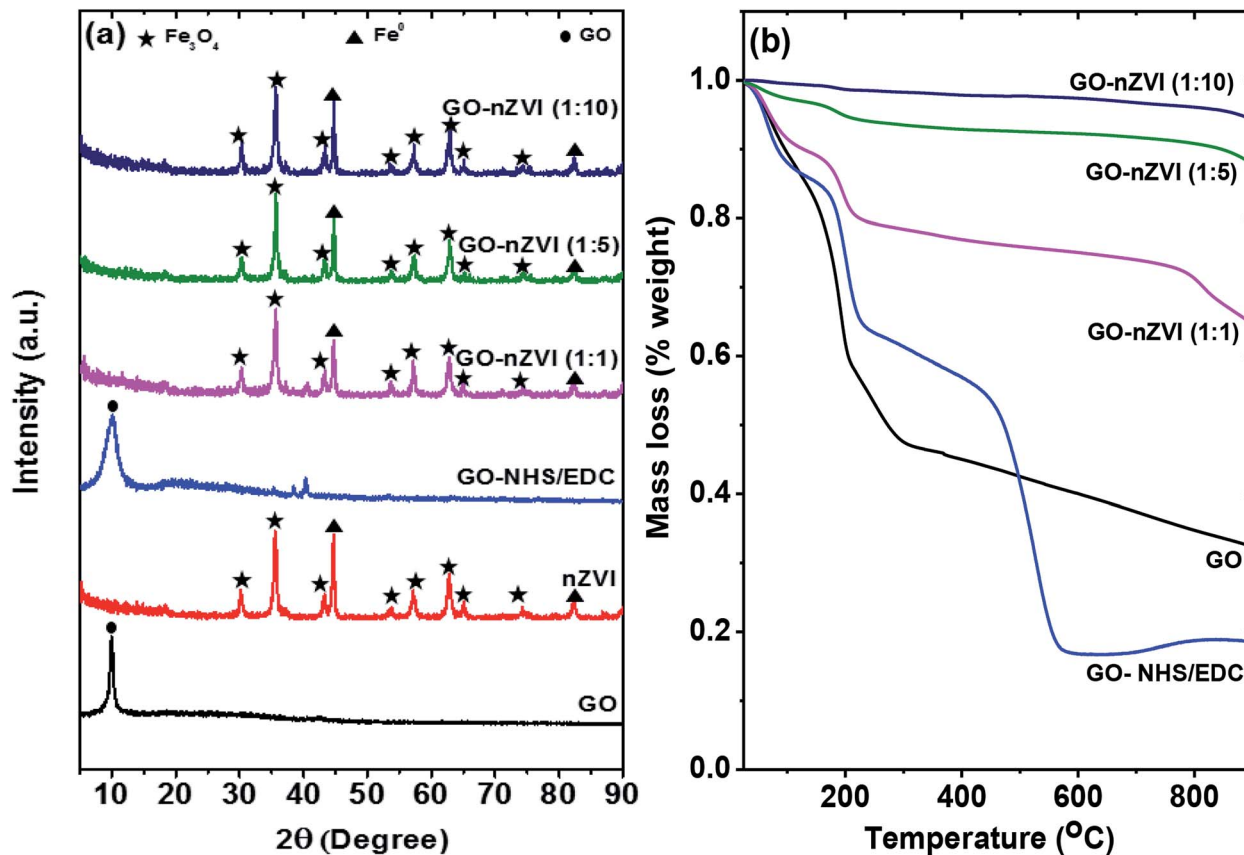 (a) ★ Fe₃O₄ ▲ Fe⁰ ● GO
GO-nZVI (1:10)
GO-nZVI (1:5)
GO-nZVI (1:1)
GO-NHS/EDC
nZVI
GO
Intensity (a.u.)
10 20 30 40 50 60 70 80 90
2θ (Degree)
(b)
GO-nZVI (1:10)
GO-nZVI (1:5)
GO-nZVI (1:1)
GO
GO- NHS/EDC
Mass loss (% weight)
1.0
0.8
0.6
0.4
0.2
0.0
200 400 600 800
Temperature (⁰C)